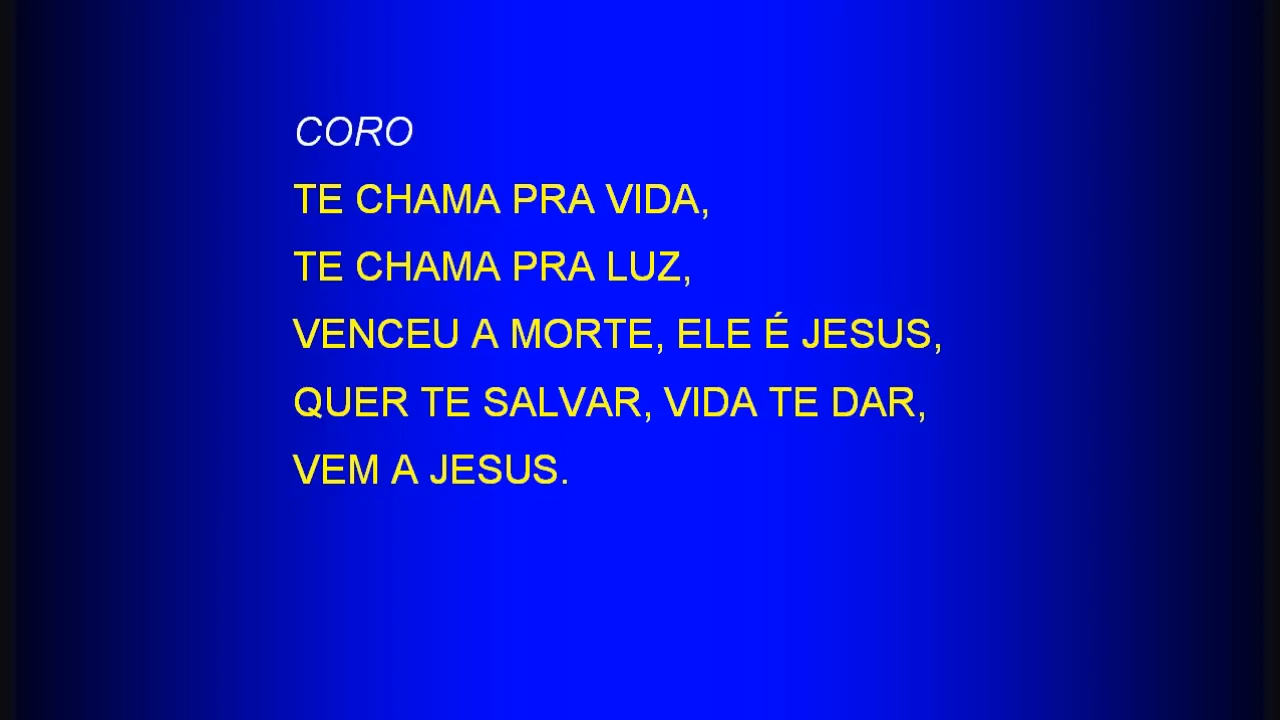 CORO
TE CHAMA PRA VIDA,
TE CHAMA PRA LUZ,
VENCEU A MORTE, ELE É JESUS,
QUER TE SALVAR, VIDA TE DAR,
VEM A JESUS.